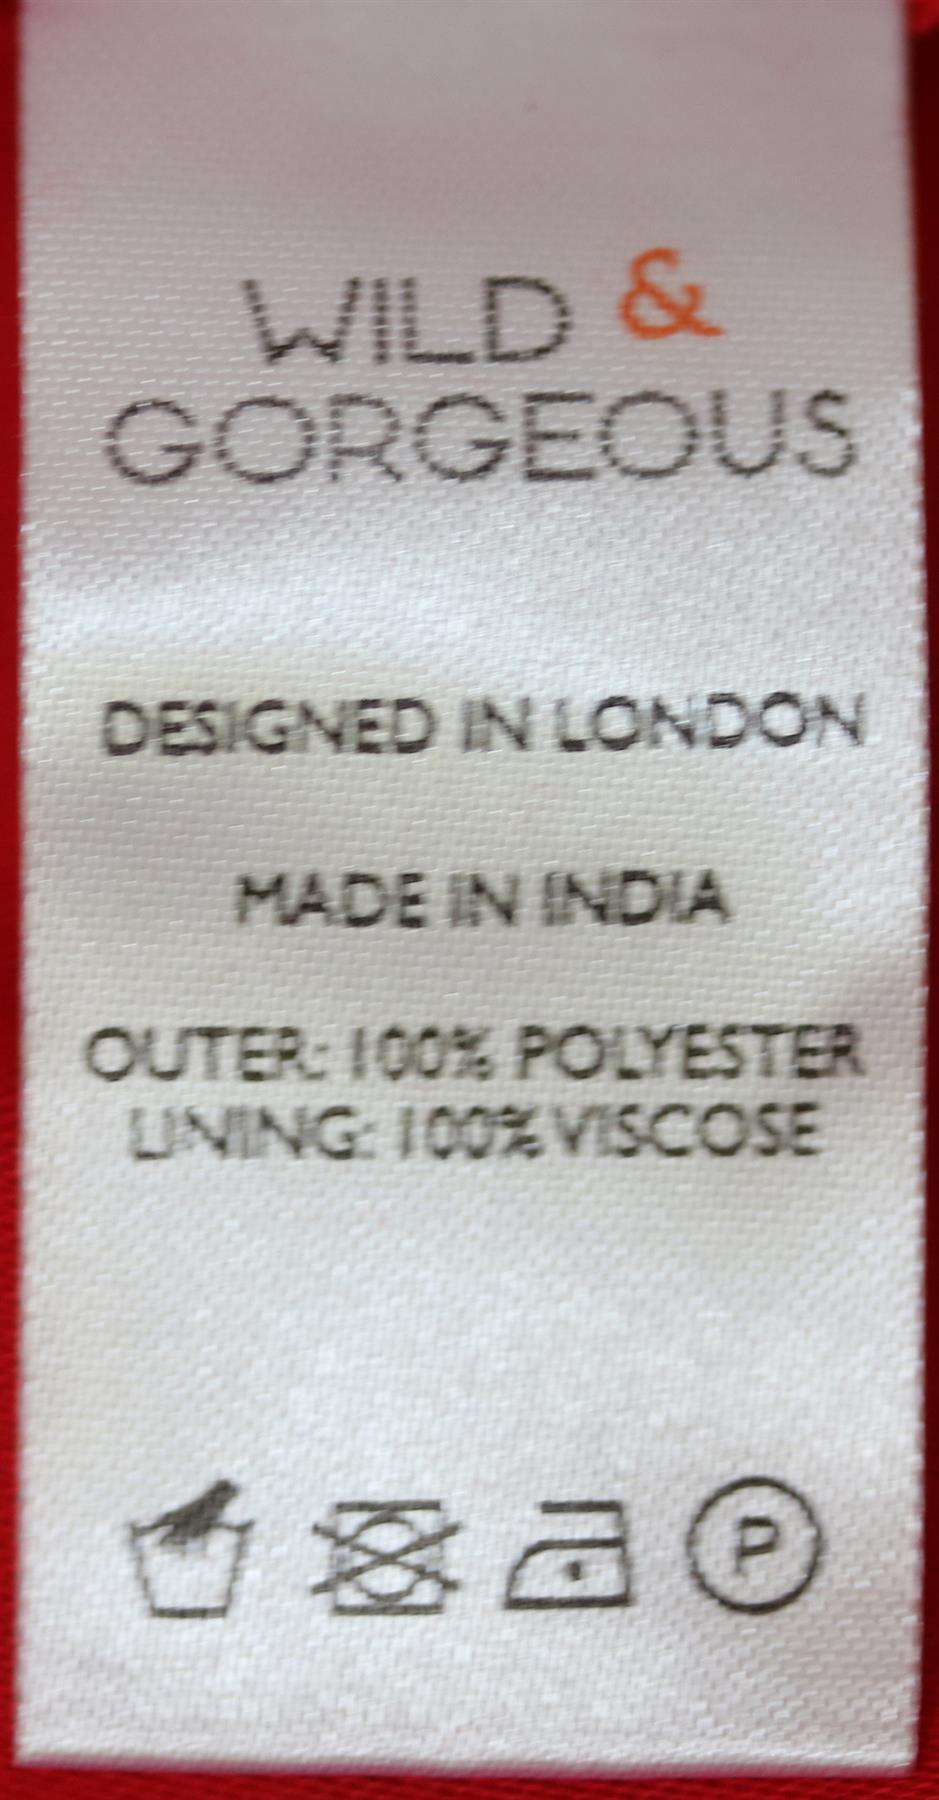 WILD &
GORGEOUS
DESIGNED IN LONDON
MADE IN INDIA
OUTER: 100% POLYESTER
LINING: 100% VISCOSE
P